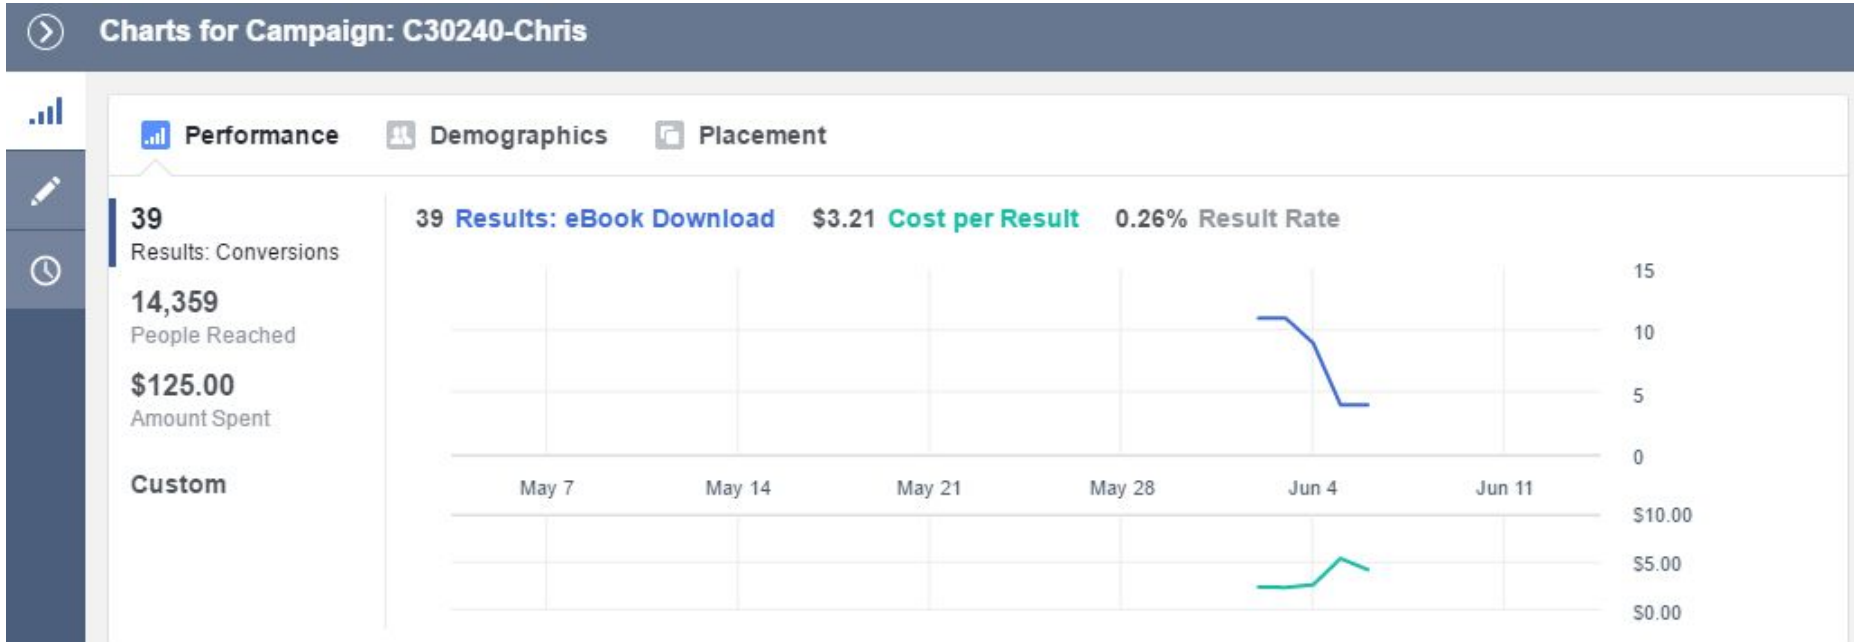 Charts for Campaign: C30240-Chris
Performance Demographics Placement
39
Results: Conversions
14,359
People Reached
$125.00
Amount Spent
Custom
39 Results: eBook Download $3.21 Cost per Result 0.26% Result Rate
15
10
5
0
May 7 May 14 May 21 May 28 Jun 4 Jun 11
$10.00
$5.00
$0.00